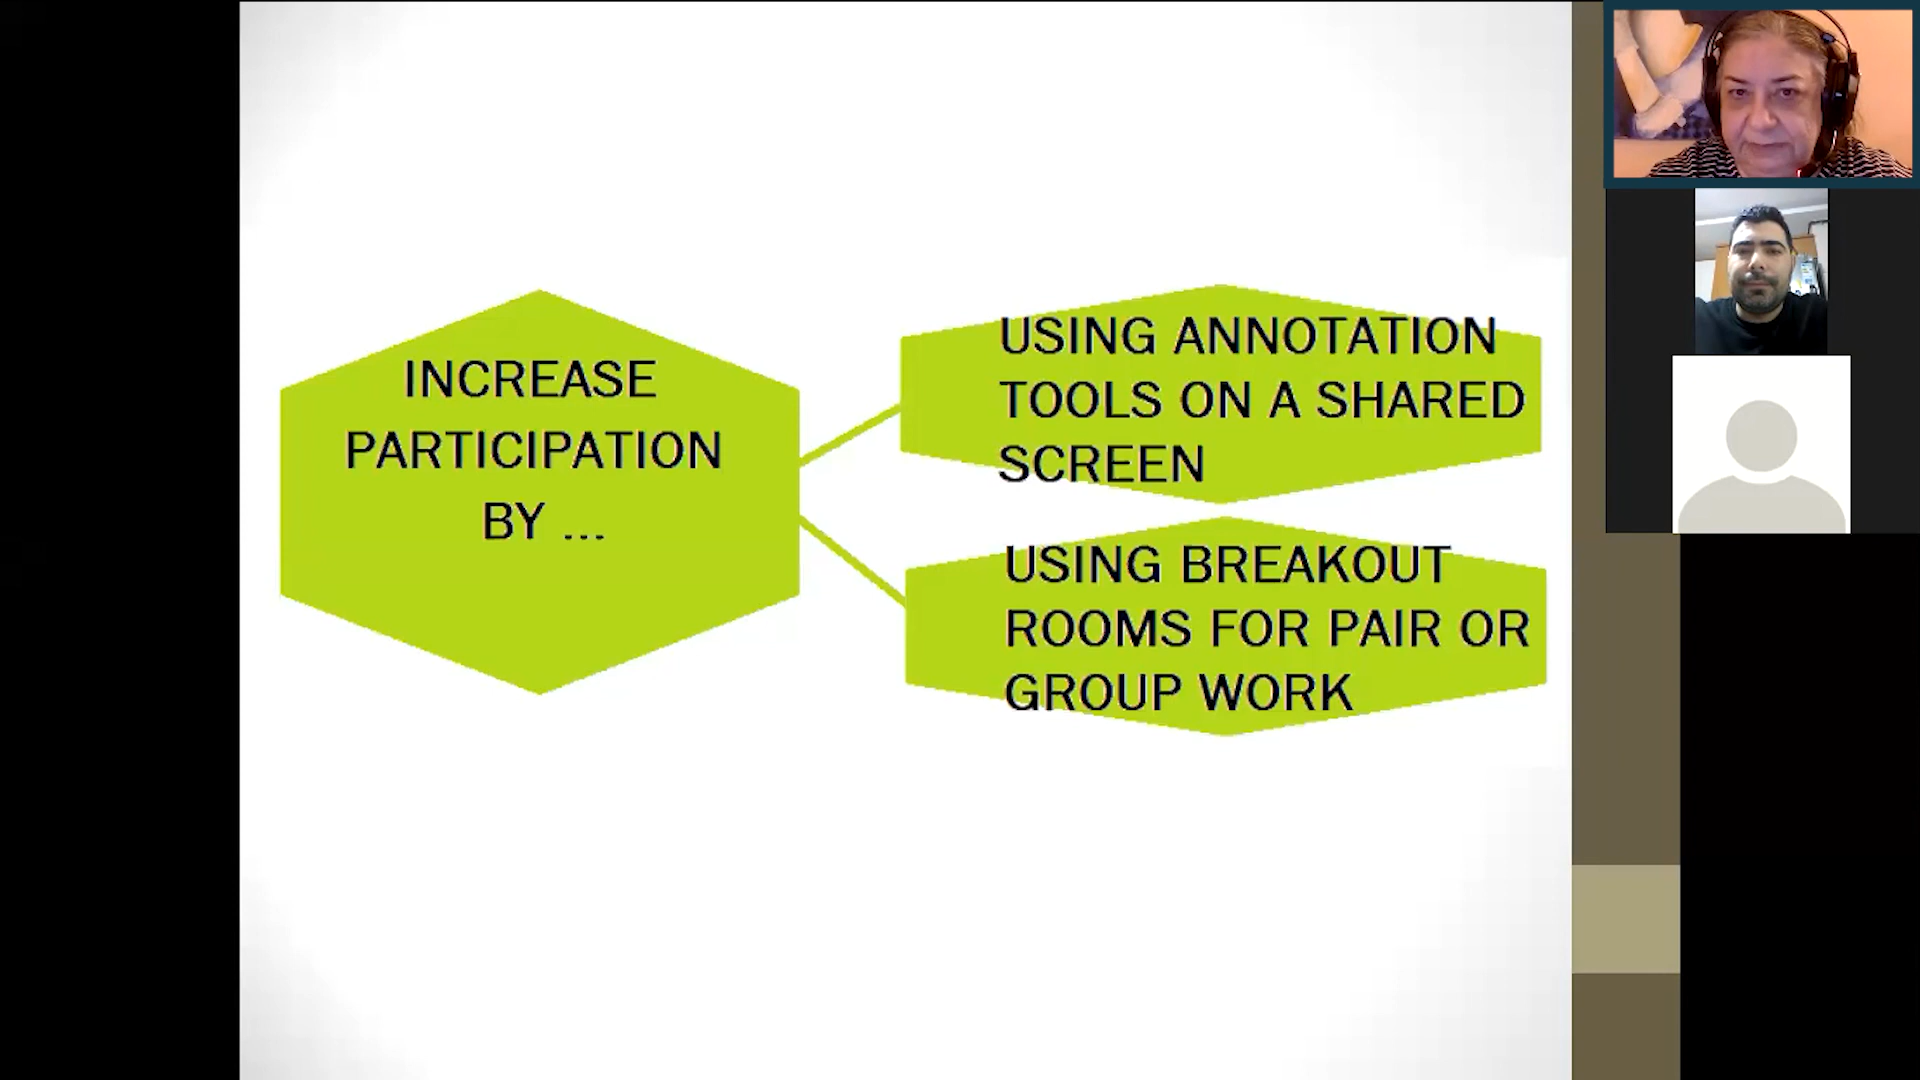 INCREASE
PARTICIPATION
BY ...
USING ANNOTATION
TOOLS ON A SHARED
SCREEN
USING BREAKOUT
ROOMS FOR PAIR OR
GROUP WORK